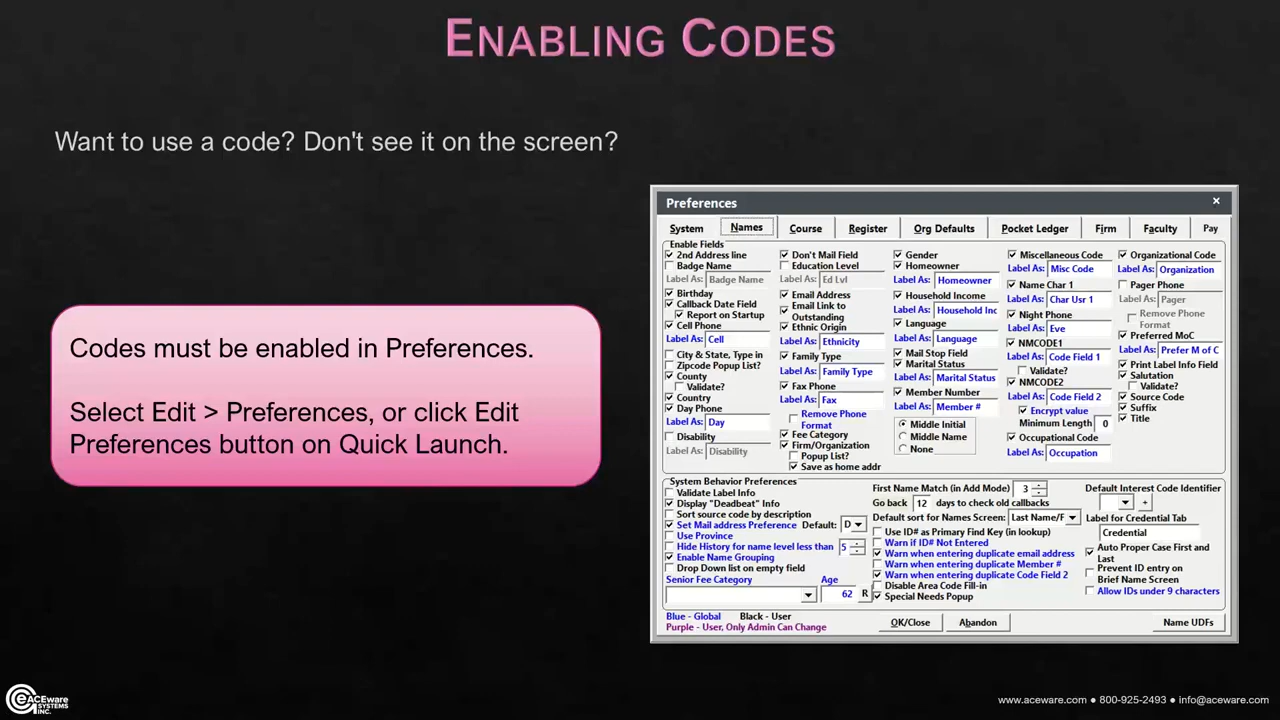 ENABLING CODES
Want to use a code? Don't see it on the screen?
Codes must be enabled in Preferences.
Select Edit > Preferences, or click Edit
Preferences button on Quick Launch.
Preferences
System Names Course Register Org Defaults Pocket Ledger Firm Faculty Pay
Enable Fields
2nd Address line
Badge Name
Label As: Badge Name
Birthday
Callback Date Field
Report on Startup
Cell Phone
Label As: Cell
City & State, Type in
Zipcode Popup List?
County
Validate?
Country
Day Phone
Label As: Day
Disability
Label As: Disability
Don't Mail Field
Education Level
Label As: Ed Lvl
Email Address
Email Link to
Outstanding
Ethnic Origin
Label As: Ethnicity
Family Type
Label As: Family Type
Fax Phone
Label As: Fax
Remove Phone
Format
Fee Category
Firm/Organization
Popup List?
Save as home addr
Gender
Homeowner
Label As: Homeowner
Household Income
Label As: Household Inc
Language
Label As: Language
Mail Stop Field
Marital Status
Label As: Marital Status
Member Number
Label As: Member #
Middle Initial
Middle Name
None
Miscellaneous Code
Label As: Misc Code
Name Char 1
Label As: Char Usr 1
Night Phone
Label As: Eve
NMCODE1
Label As: Code Field 1
Validate?
NMCODE2
Label As: Code Field 2
Encrypt value
Minimum Length 0
Occupational Code
Label As: Occupation
Organizational Code
Label As: Organization
Pager Phone
Label As: Pager
Remove Phone
Format
Preferred MoC
Label As: Prefer M of C
Print Label Info Field
Salutation
Validate?
Source Code
Suffix
Title
System Behavior Preferences
Validate Label Info
Display "Deadbeat" Info
Sort source code by description
Set Mail address Preference Default: D
Use Province
Hide History for name level less than 5
Enable Name Grouping
Drop Down list on empty field
Senior Fee Category Age
62 R
First Name Match (in Add Mode) 3
Go back 12 days to check old callbacks
Default sort for Names Screen: Last Name/F
Use ID# as Primary Find Key (in lookup)
Warn if ID# Not Entered
Warn when entering duplicate email address
Warn when entering duplicate Member #
Warn when entering duplicate Code Field 2
Disable Area Code Fill-in
Special Needs Popup
Default Interest Code Identifier
+
Label for Credential Tab
Credential
Auto Proper Case First and
Last
Prevent ID entry on
Brief Name Screen
Allow IDs under 9 characters
Blue - Global Black - User
Purple - User, Only Admin Can Change
OK/Close Abandon Name UDFs
ACEware
SYSTEMS
INC.
www.aceware.com ● 800-925-2493 ● info@aceware.com